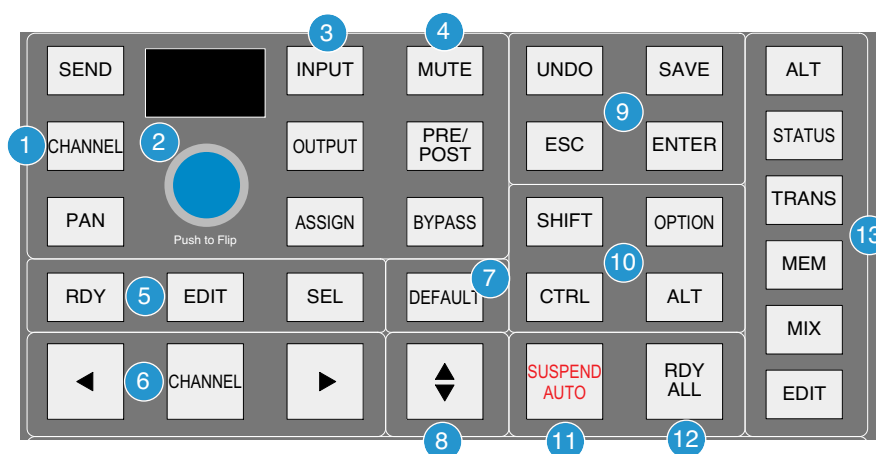 3
4
SEND
INPUT
MUTE
UNDO
SAVE
ALT
9
1
CHANNEL
2
OUTPUT
PRE/
POST
ESC
ENTER
STATUS
PAN
Push to Flip
ASSIGN
BYPASS
SHIFT
OPTION
TRANS
13
10
7
MEM
RDY
5
EDIT
SEL
DEFAULT
CTRL
ALT
MIX
6
CHANNEL
SUSPEND
AUTO
RDY
ALL
EDIT
8
11
12